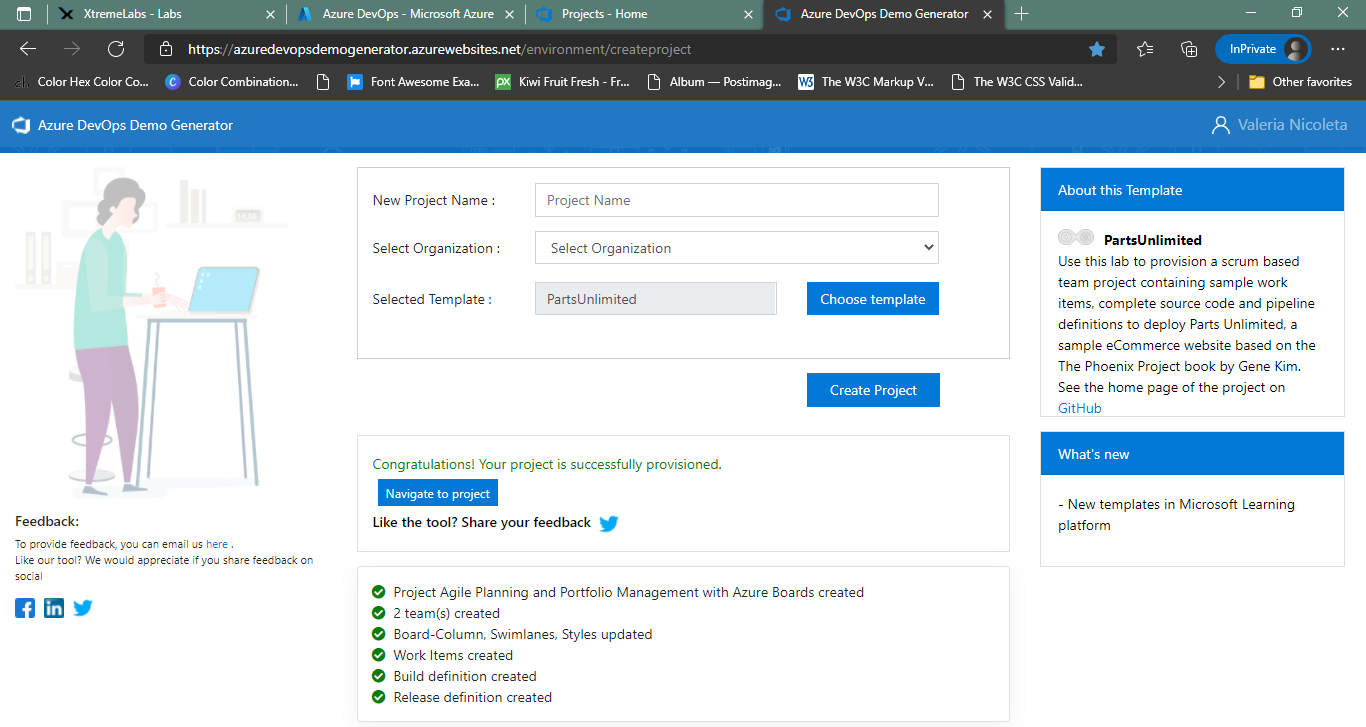 XtremeLabs - Labs
Azure DevOps - Microsoft Azure
Projects - Home
Azure DevOps Demo Generator
https://azuredevopsdemogenerator.azurewebsites.net/environment/createproject
InPrivate
ch
Color Hex Color Co...
C
Color Combination...
Font Awesome Exa...
px
Kiwi Fruit Fresh - Fr...
Album — Postimag...
W3
The W3C Markup V...
The W3C CSS Valid...
Other favorites
Azure DevOps Demo Generator
Valeria Nicoleta
New Project Name :
Project Name
Select Organization :
Select Organization
Selected Template :
PartsUnlimited
Choose template
Create Project
Congratulations! Your project is successfully provisioned.
Navigate to project
Like the tool? Share your feedback
Project Agile Planning and Portfolio Management with Azure Boards created
2 team(s) created
Board-Column, Swimlanes, Styles updated
Work Items created
Build definition created
Release definition created
Feedback:
To provide feedback, you can email us here .
Like our tool? We would appreciate if you share feedback on
social
About this Template
PartsUnlimited
Use this lab to provision a scrum based
team project containing sample work
items, complete source code and pipeline
definitions to deploy Parts Unlimited, a
sample eCommerce website based on the
The Phoenix Project book by Gene Kim.
See the home page of the project on
GitHub
What's new
- New templates in Microsoft Learning
platform